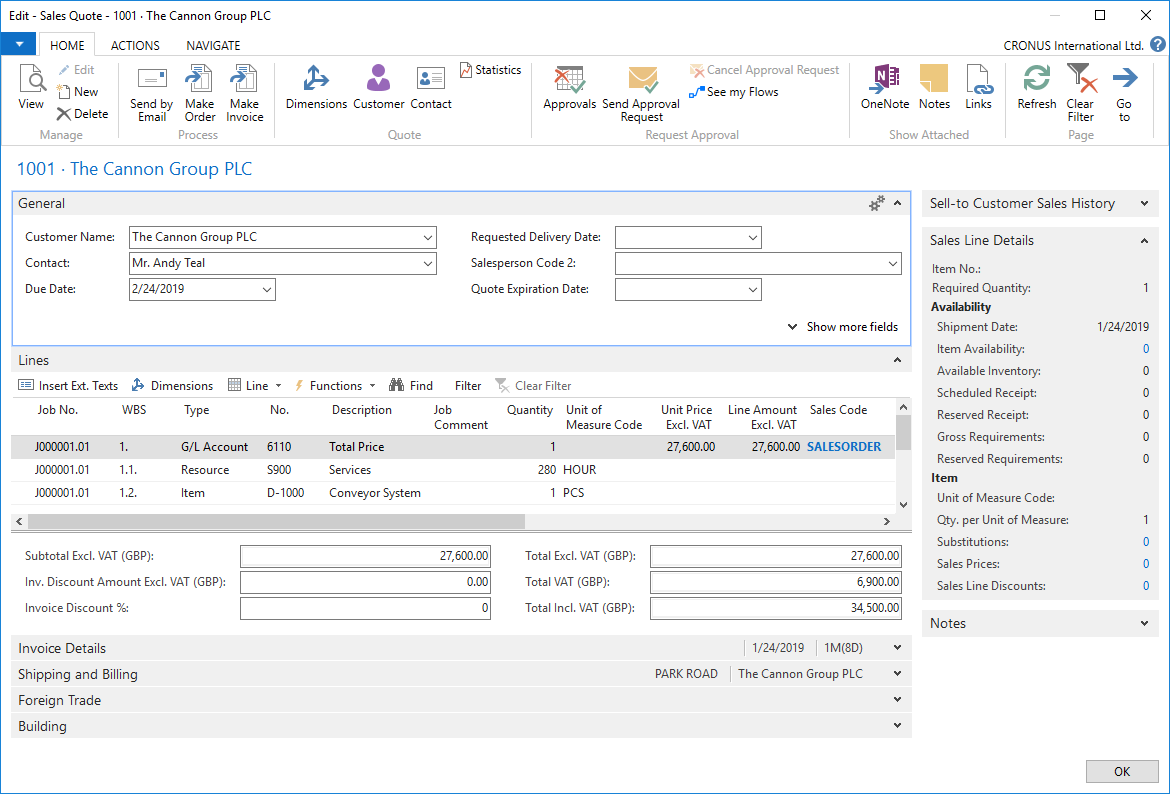 Edit - Sales Quote - 1001 · The Cannon Group PLC
HOME ACTIONS NAVIGATE
CRONUS International Ltd. ?
View
Edit
New
Delete
Manage
Send by Email
Make Order
Make Invoice
Process
Dimensions
Customer
Contact
Statistics
Quote
Approvals
Send Approval Request
Cancel Approval Request
See my Flows
Request Approval
OneNote
Notes
Links
Show Attached
Refresh
Clear Filter
Go to
Page
1001 · The Cannon Group PLC
General
Customer Name: The Cannon Group PLC
Contact: Mr. Andy Teal
Due Date: 2/24/2019
Requested Delivery Date:
Salesperson Code 2:
Quote Expiration Date:
Show more fields
Lines
Insert Ext. Texts Dimensions Line Functions Find Filter Clear Filter
Job No. WBS Type No. Description Job Comment Quantity Unit of Measure Code Unit Price Excl. VAT Line Amount Excl. VAT Sales Code
J000001.01 1. G/L Account 6110 Total Price 1 27,600.00 27,600.00 SALESORDER
J000001.01 1.1. Resource S900 Services 280 HOUR
J000001.01 1.2. Item D-1000 Conveyor System 1 PCS
Subtotal Excl. VAT (GBP): 27,600.00
Inv. Discount Amount Excl. VAT (GBP): 0.00
Invoice Discount %: 0
Total Excl. VAT (GBP): 27,600.00
Total VAT (GBP): 6,900.00
Total Incl. VAT (GBP): 34,500.00
Invoice Details 1/24/2019 1M(8D)
Shipping and Billing PARK ROAD The Cannon Group PLC
Foreign Trade
Building
Sell-to Customer Sales History
Sales Line Details
Item No.:
Required Quantity: 1
Availability
Shipment Date: 1/24/2019
Item Availability: 0
Available Inventory: 0
Scheduled Receipt: 0
Reserved Receipt: 0
Gross Requirements: 0
Reserved Requirements: 0
Item
Unit of Measure Code:
Qty. per Unit of Measure: 1
Substitutions: 0
Sales Prices: 0
Sales Line Discounts: 0
Notes
OK